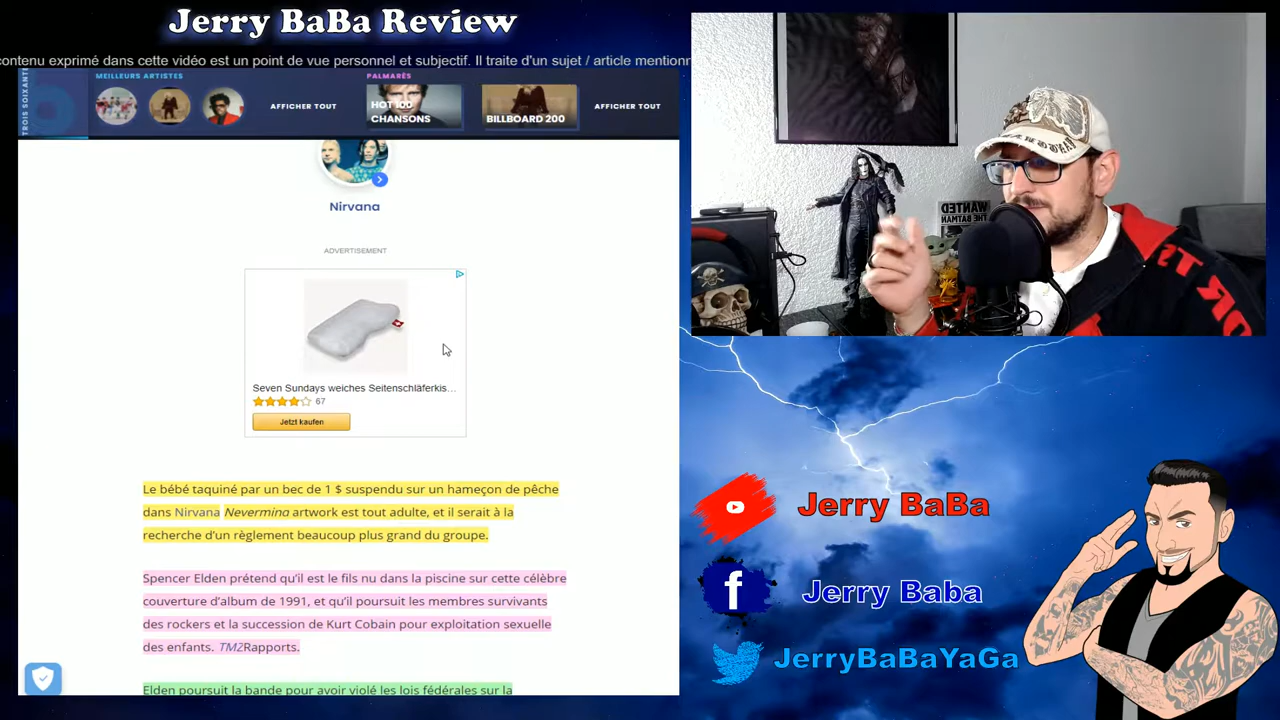 Jerry BaBa Review
contenu exprimé dans cette vidéo est un point de vue personnel et subjectif. Il traite d'un sujet / article mentionn
TROIS SOIXANTE
MEILLEURS ARTISTES
AFFICHER TOUT
PALMARÈS
HOT 100
CHANSONS
BILLBOARD 200
AFFICHER TOUT
Nirvana
ADVERTISEMENT
Seven Sundays weiches Seitenschläferkis...
67
Jetzt kaufen
Le bébé taquiné par un bec de 1 $ suspendu sur un hameçon de pêche
dans Nirvana Nevermind artwork est tout adulte, et il serait à la
recherche d'un règlement beaucoup plus grand du groupe.
Spencer Elden prétend qu'il est le fils nu dans la piscine sur cette célèbre
couverture d'album de 1991, et qu'il poursuit les membres survivants
des rockers et la succession de Kurt Cobain pour exploitation sexuelle
des enfants. TM2Rapports.
Elden poursuit la bande pour avoir violé les lois fédérales sur la
WANTED
THE BATMAN
Jerry BaBa
f
Jerry Baba
JerryBaBaYaGa